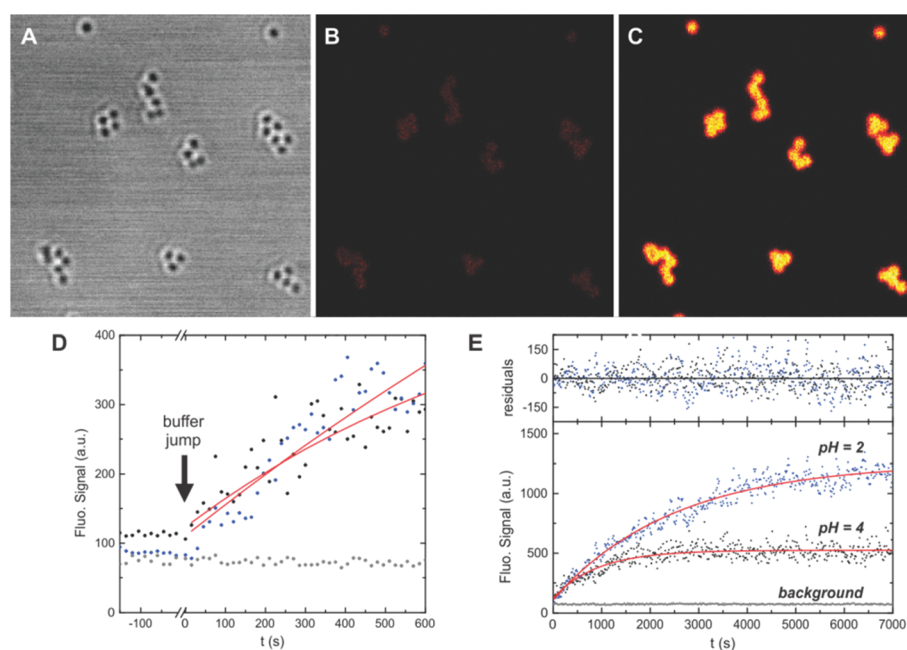 A
B
C
D
400
300
200
100
0
Fluo. Signal (a.u.)
buffer
jump
-100 0 100 200 300 400 500 600
t (s)
E
150
0
-150
residuals
1500
1000
500
0
Fluo. Signal (a.u.)
pH = 2
pH = 4
background
0 1000 2000 3000 4000 5000 6000 7000
t (s)